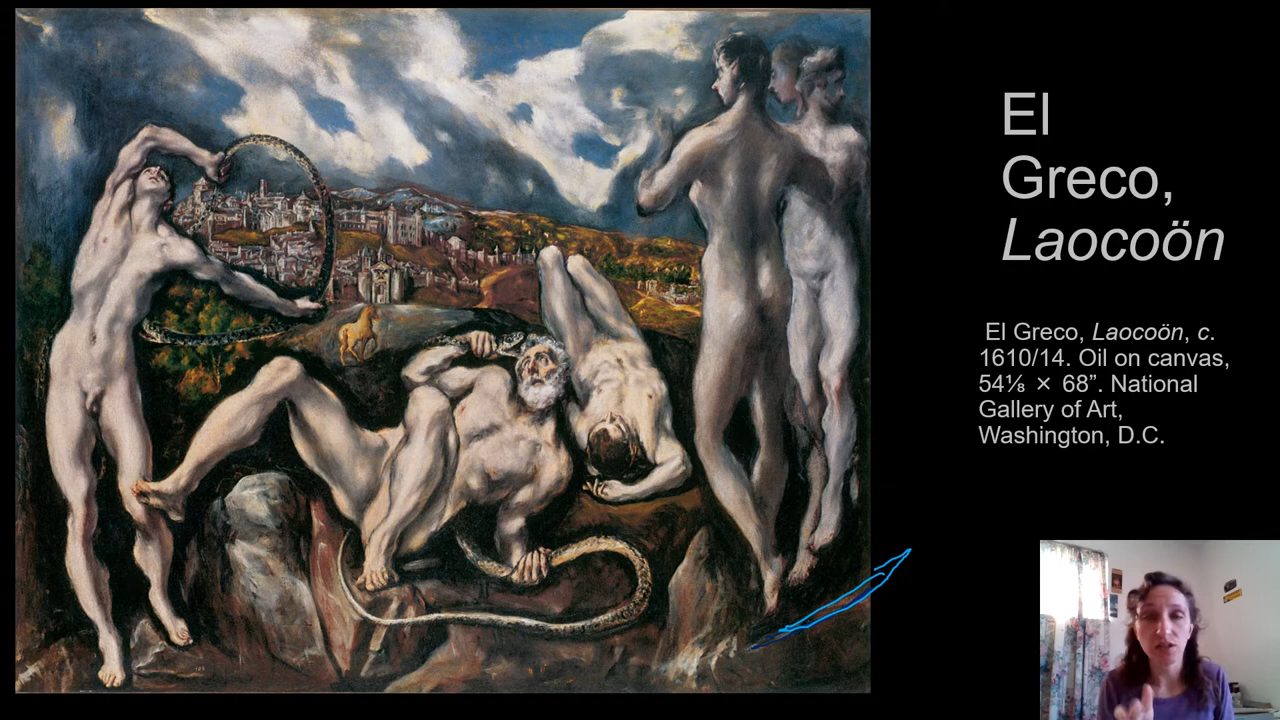 El
Greco,
Laocoön
El Greco, Laocoön, c.
1610/14. Oil on canvas,
54⅛ × 68”. National
Gallery of Art,
Washington, D.C.